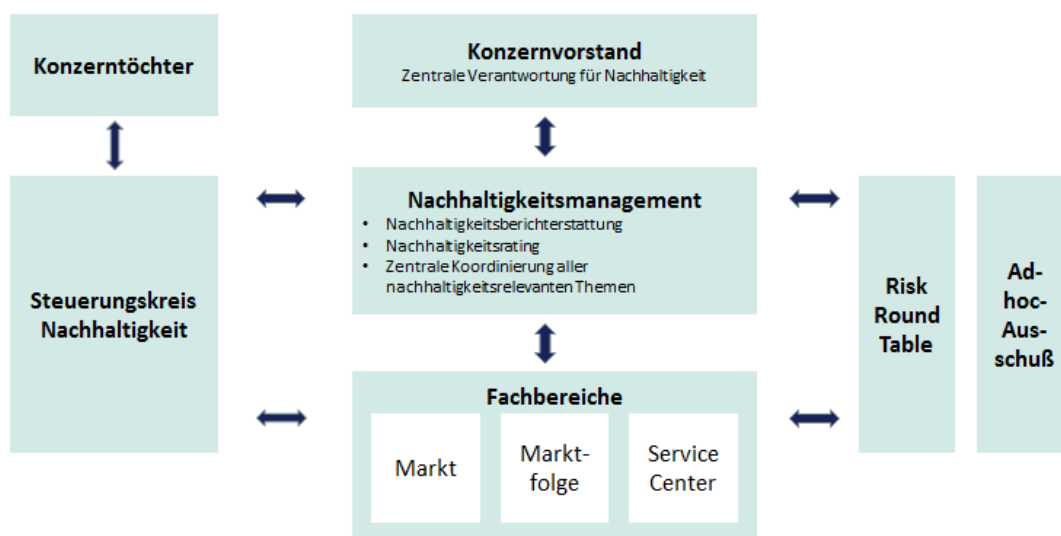 Konzerntöchter
Konzernvorstand
Zentrale Verantwortung für Nachhaltigkeit
Steuerungskreis
Nachhaltigkeit
Nachhaltigkeitsmanagement
• Nachhaltigkeitsberichterstattung
• Nachhaltigkeitsrating
• Zentrale Koordinierung aller
nachhaltigkeitsrelevanten Themen
Fachbereiche
Markt
Markt-
folge
Service
Center
Risk
Round
Table
Ad-
hoc-
Aus-
schuß